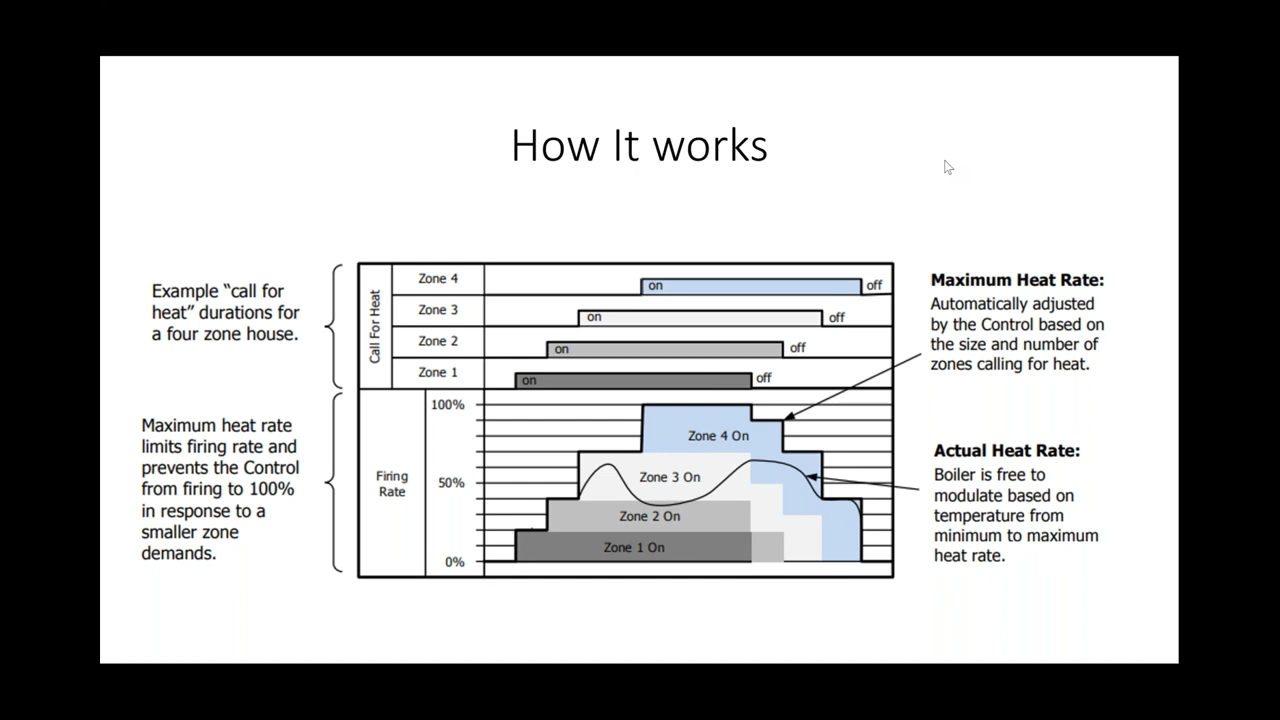 How It works
Example “call for
heat” durations for
a four zone house.
Maximum heat rate
limits firing rate and
prevents the Control
from firing to 100%
in response to a
smaller zone
demands.
Call For Heat
Zone 4
on
off
Zone 3
on
off
Zone 2
on
off
Zone 1
on
off
Firing
Rate
100%
50%
0%
Zone 4 On
Zone 3 On
Zone 2 On
Zone 1 On
Maximum Heat Rate:
Automatically adjusted
by the Control based on
the size and number of
zones calling for heat.
Actual Heat Rate:
Boiler is free to
modulate based on
temperature from
minimum to maximum
heat rate.